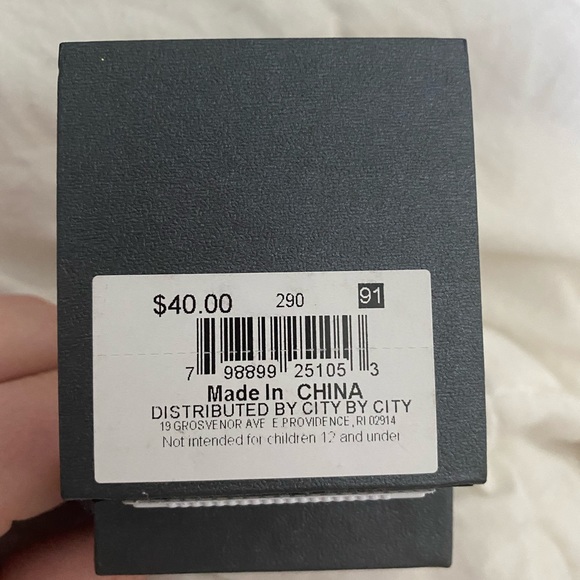 $40.00 290 91
7 98899 25105 3
Made In CHINA
DISTRIBUTED BY CITY BY CITY
19 GROSVENOR AVE E.PROVIDENCE, RI 02914
Not intended for children 12 and under